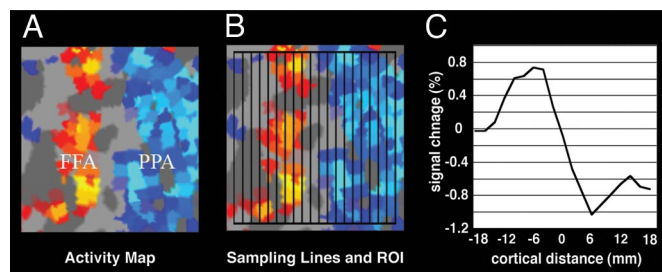 A
B
C
FFA PPA
Activity Map
Sampling Lines and ROI
signal chnage (%)
0.8
0.4
0
-0.4
-0.8
-1.2
-18 -12 -6 0 6 12 18
cortical distance (mm)